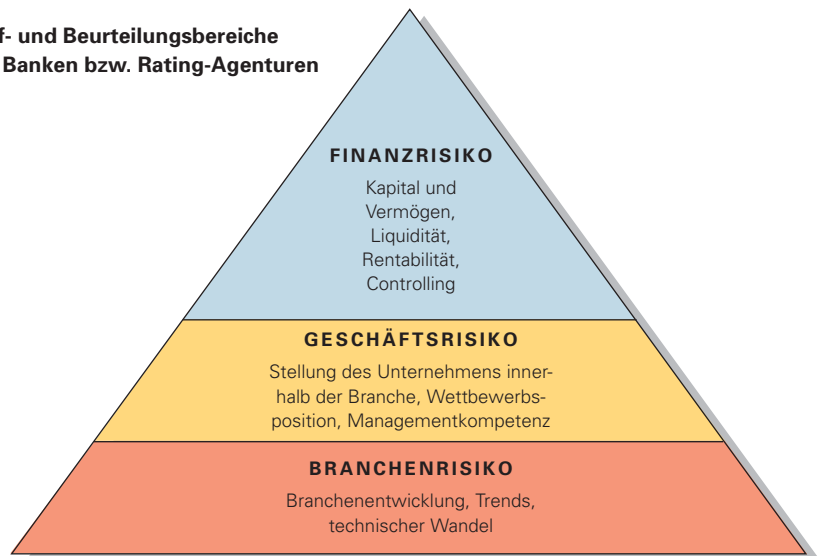 f- und Beurteilungsbereiche
Banken bzw. Rating-Agenturen
FINANZRISIKO
Kapital und
Vermögen,
Liquidität,
Rentabilität,
Controlling
GESCHÄFTSRISIKO
Stellung des Unternehmens inner-
halb der Branche, Wettbewerbs-
position, Managementkompetenz
BRANCHENRISIKO
Branchenentwicklung, Trends,
technischer Wandel